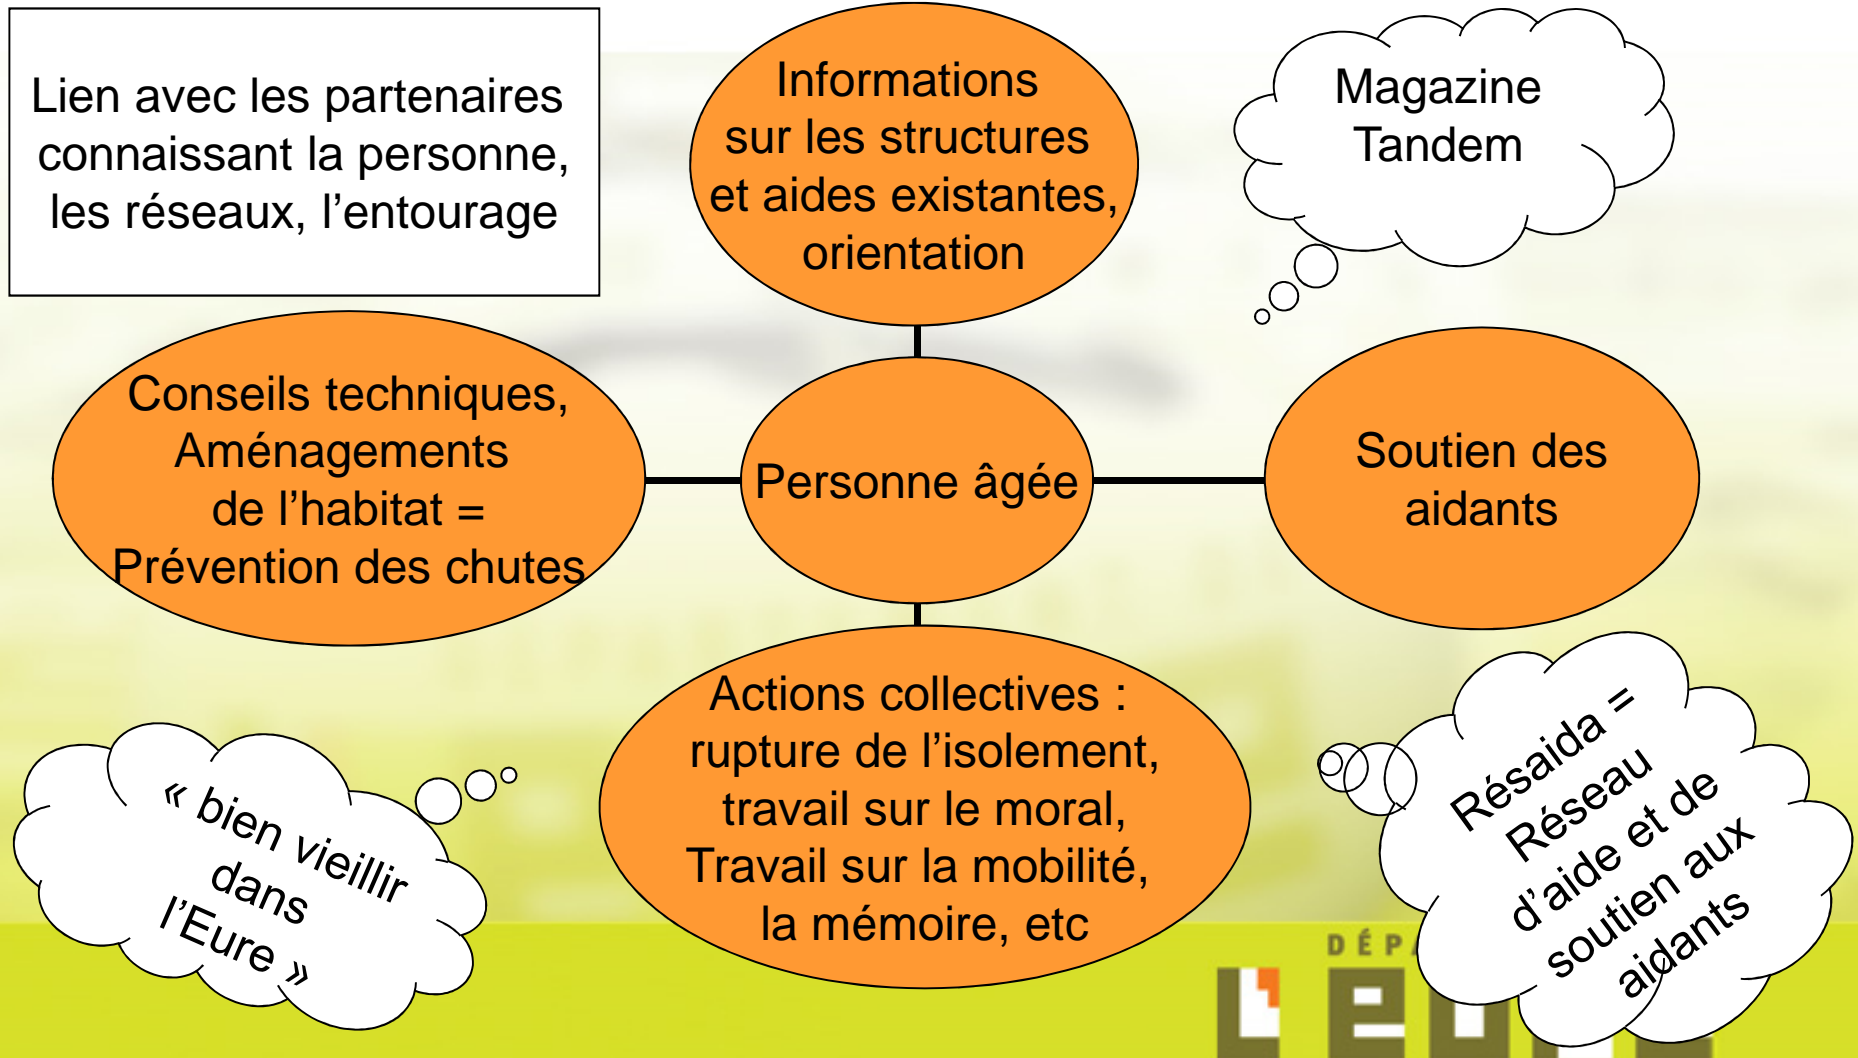 Lien avec les partenaires
connaissant la personne,
les réseaux, l’entourage
Informations
sur les structures
et aides existantes,
orientation
Magazine
Tandem
Conseils techniques,
Aménagements
de l’habitat =
Prévention des chutes
Personne âgée
Soutien des
aidants
Actions collectives :
rupture de l’isolement,
travail sur le moral,
Travail sur la mobilité,
la mémoire, etc
« bien vieillir
dans
l’Eure »
Résaida =
Réseau
d’aide et de
soutien aux
aidants